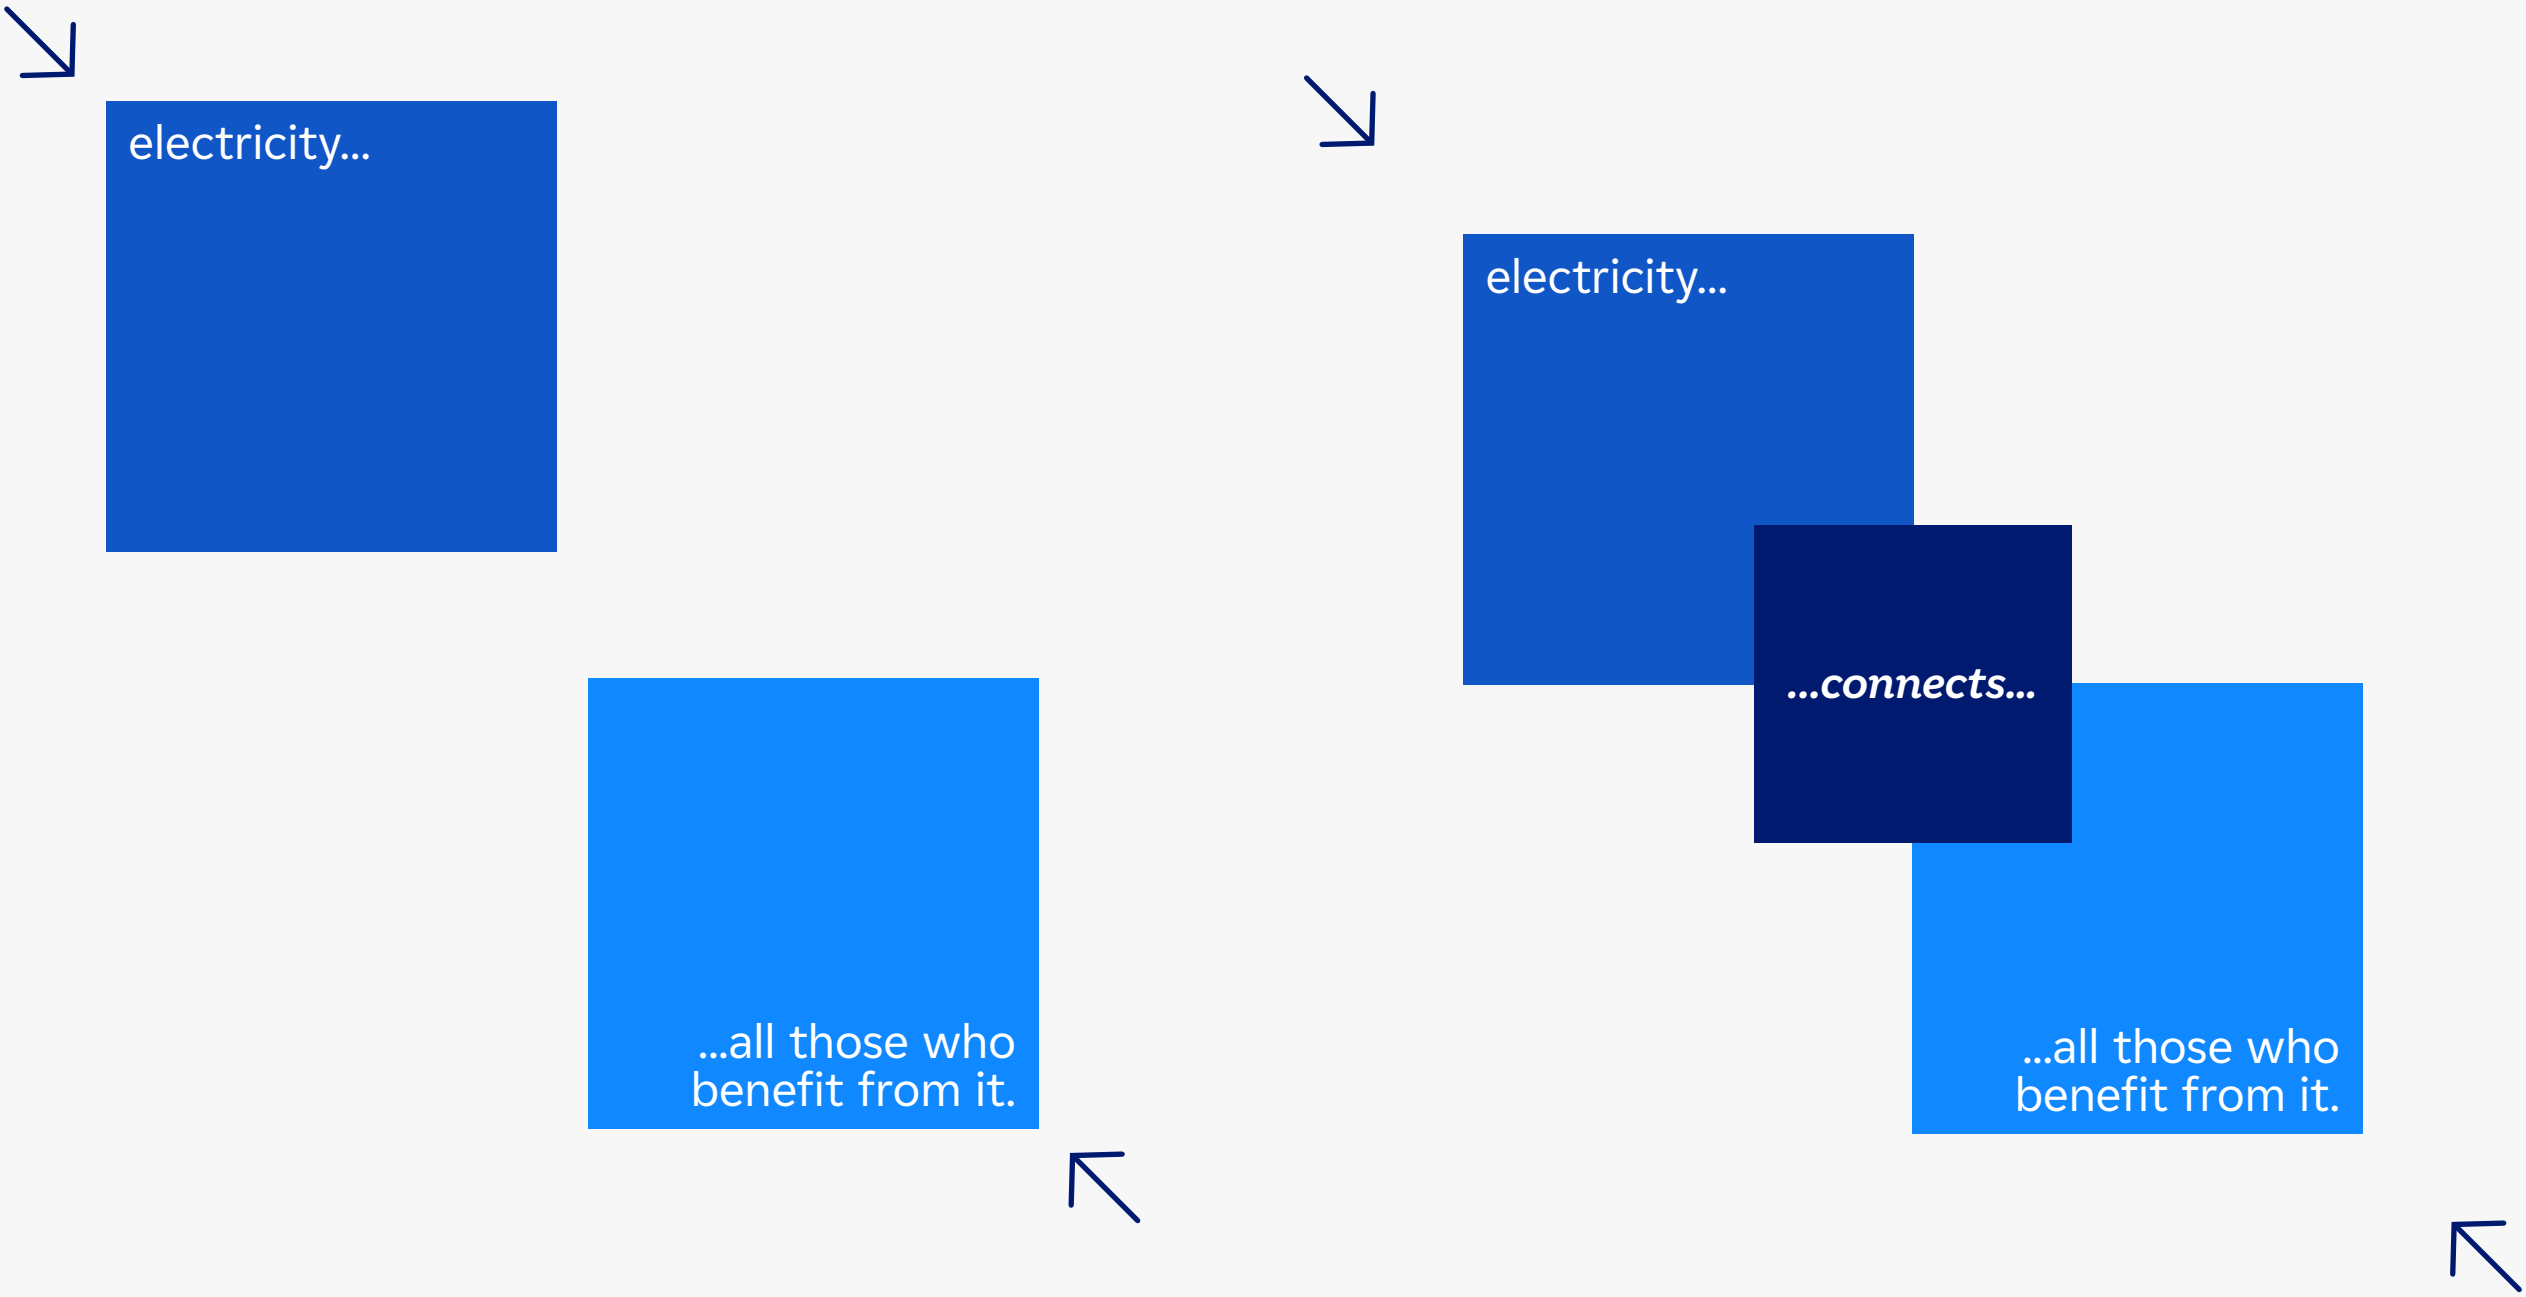 electricity...
...all those who
benefit from it.
electricity...
...connects...
...all those who
benefit from it.